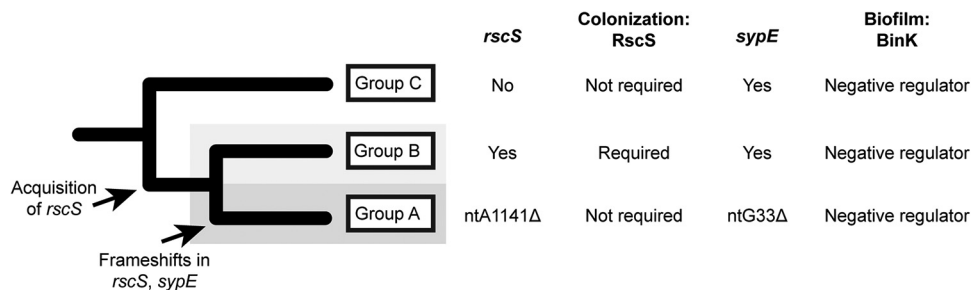 rscS
Colonization:
RscS
sypE
Biofilm:
BinK
Group C
No
Not required
Yes
Negative regulator
Group B
Yes
Required
Yes
Negative regulator
Group A
ntA1141Δ
Not required
ntG33Δ
Negative regulator
Acquisition
of rscS
Frameshifts in
rscS, sypE